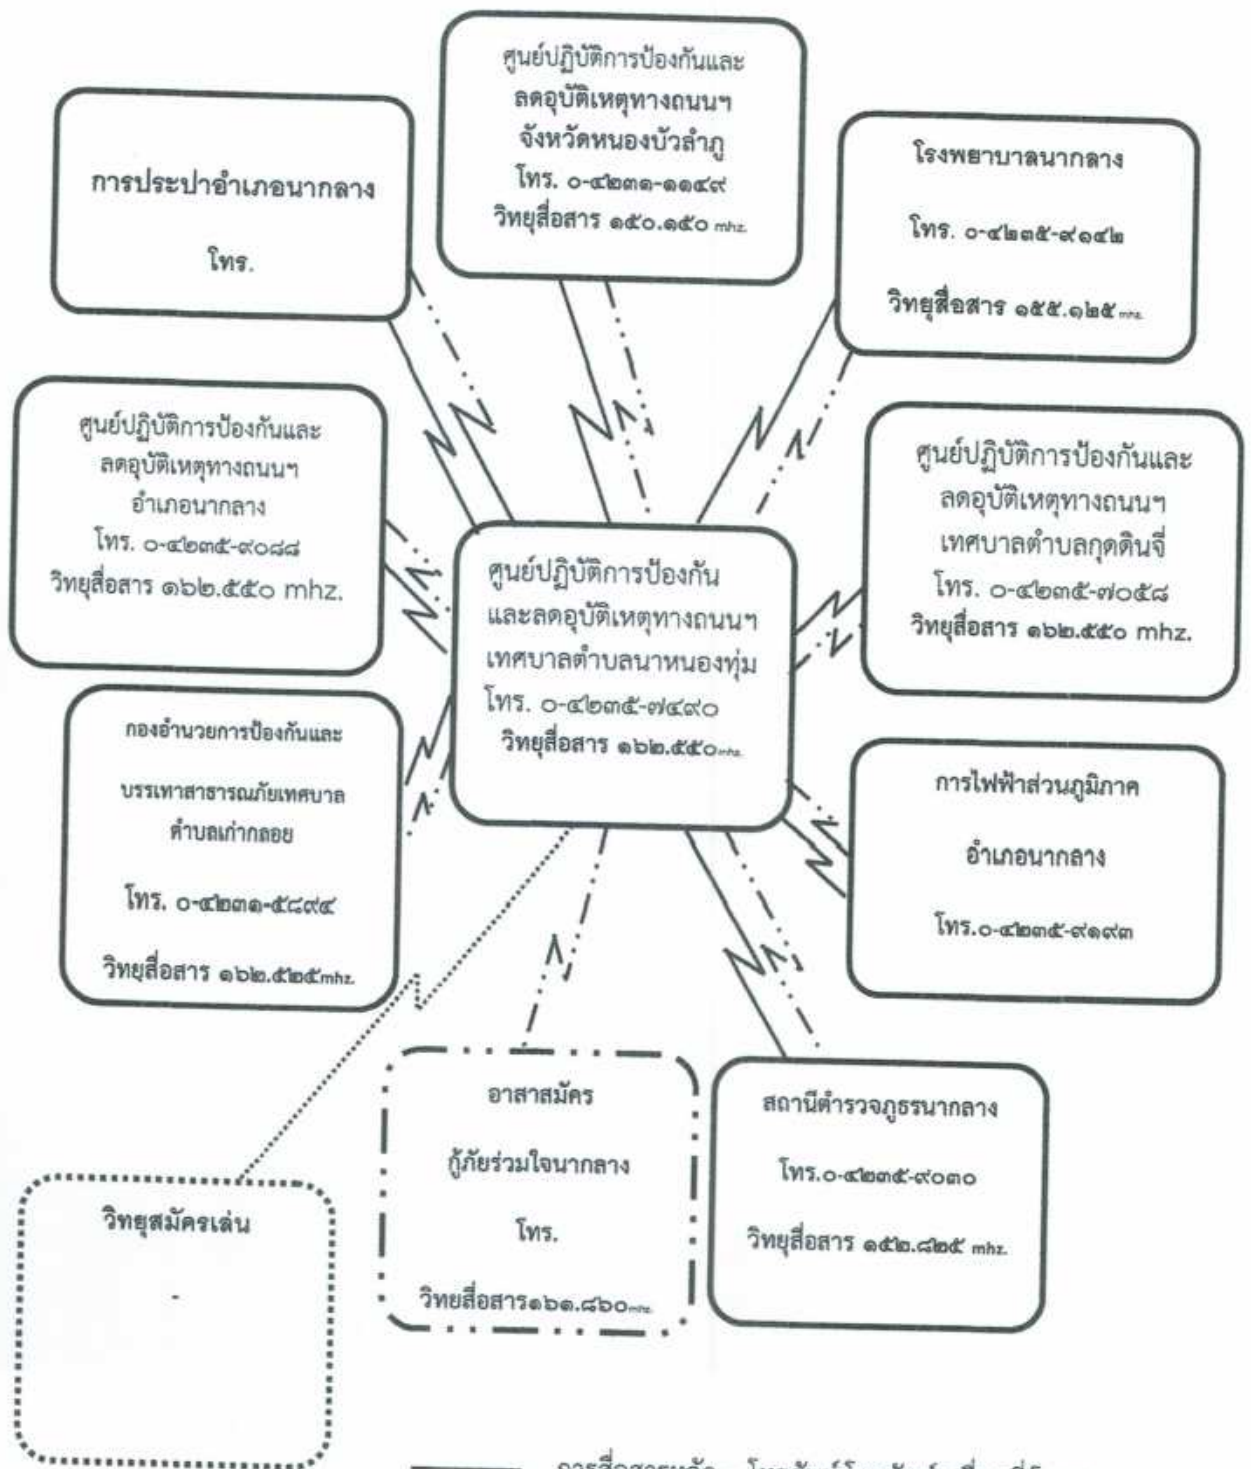 ศูนย์ปฏิบัติการป้องกันและ
ลดอุบัติเหตุทางถนนฯ
จังหวัดหนองบัวลำภู
โทร. ๐-๔๒๓๑-๑๑๔๙
วิทยุสื่อสาร ๑๕๐.๑๕๐ mhz.
การประปาอำเภอนากลาง
โทร.
โรงพยาบาลนากลาง
โทร. ๐-๔๒๓๕-๙๑๔๒
วิทยุสื่อสาร ๑๕๕.๑๒๕ mhz.
ศูนย์ปฏิบัติการป้องกันและ
ลดอุบัติเหตุทางถนนฯ
อำเภอนากลาง
โทร. ๐-๔๒๓๕-๙๐๘๘
วิทยุสื่อสาร ๑๖๒.๕๕๐ mhz.
ศูนย์ปฏิบัติการป้องกันและ
ลดอุบัติเหตุทางถนนฯ
เทศบาลตำบลกุดดินจี่
โทร. ๐-๔๒๓๕-๗๐๕๘
วิทยุสื่อสาร ๑๖๒.๕๕๐ mhz.
ศูนย์ปฏิบัติการป้องกัน
และลดอุบัติเหตุทางถนนฯ
เทศบาลตำบลนาหนองทุ่ม
โทร. ๐-๔๒๓๕-๗๔๙๐
วิทยุสื่อสาร ๑๖๒.๕๕๐mhz.
กองอำนวยการป้องกันและ
บรรเทาสาธารณภัยเทศบาล
ตำบลเก่ากลอย
โทร. ๐-๔๒๓๑-๕๘๙๔
วิทยุสื่อสาร ๑๖๒.๕๒๕mhz.
การไฟฟ้าส่วนภูมิภาค
อำเภอนากลาง
โทร.๐-๔๒๓๕-๙๑๙๓
อาสาสมัคร
กู้ภัยร่วมใจนากลาง
โทร.
วิทยสื่อสาร๑๖๑.๘๖๐mhz.
สถานีตำรวจภูธรนากลาง
โทร.๐-๔๒๓๕-๙๐๓๐
วิทยุสื่อสาร ๑๕๒.๘๒๕ mhz.
วิทยุสมัครเล่น
-